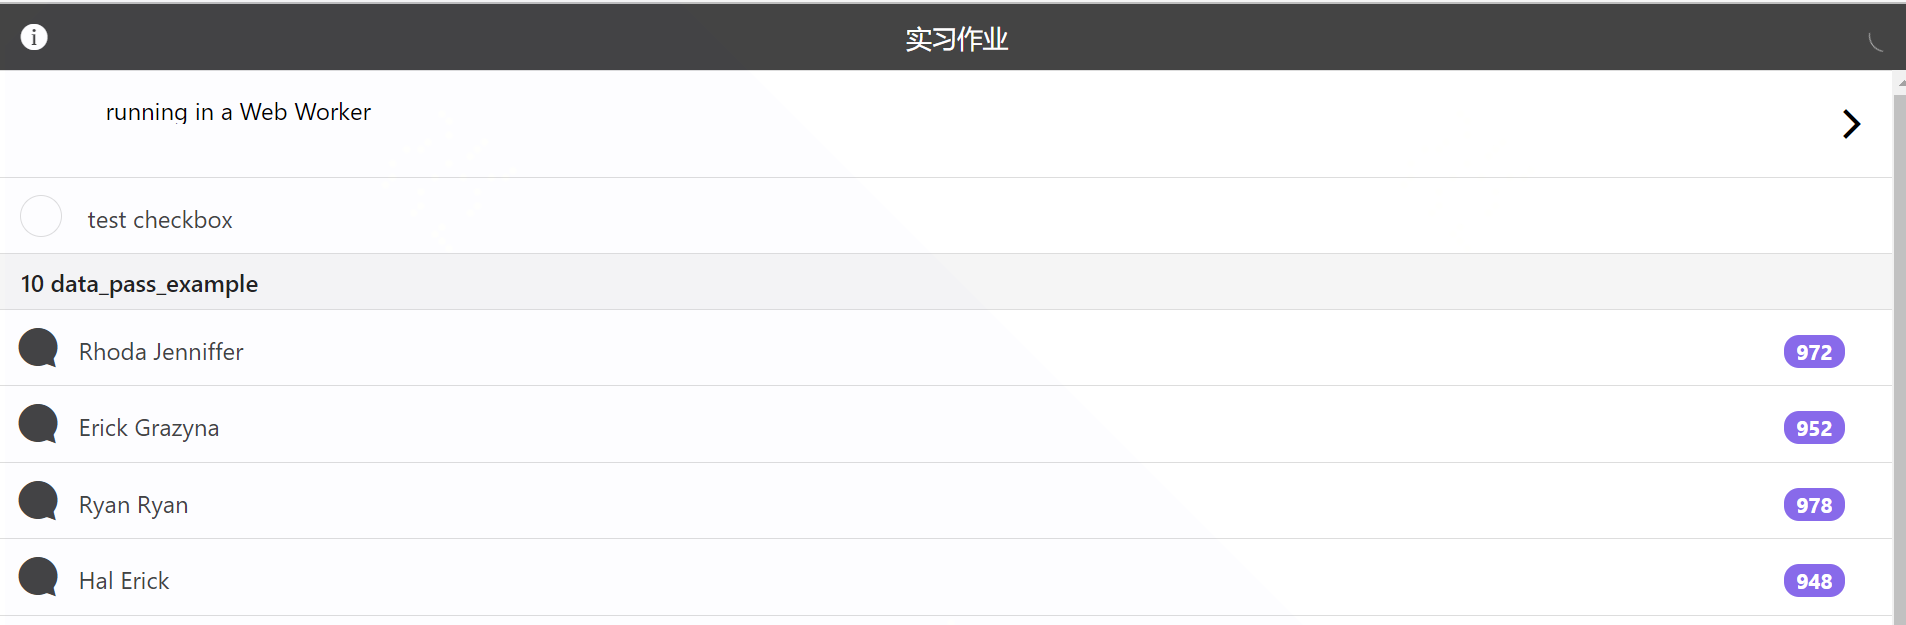 实习作业
running in a Web Worker
test checkbox
10 data_pass_example
Rhoda Jenniffer 972
Erick Grazyna 952
Ryan Ryan 978
Hal Erick 948